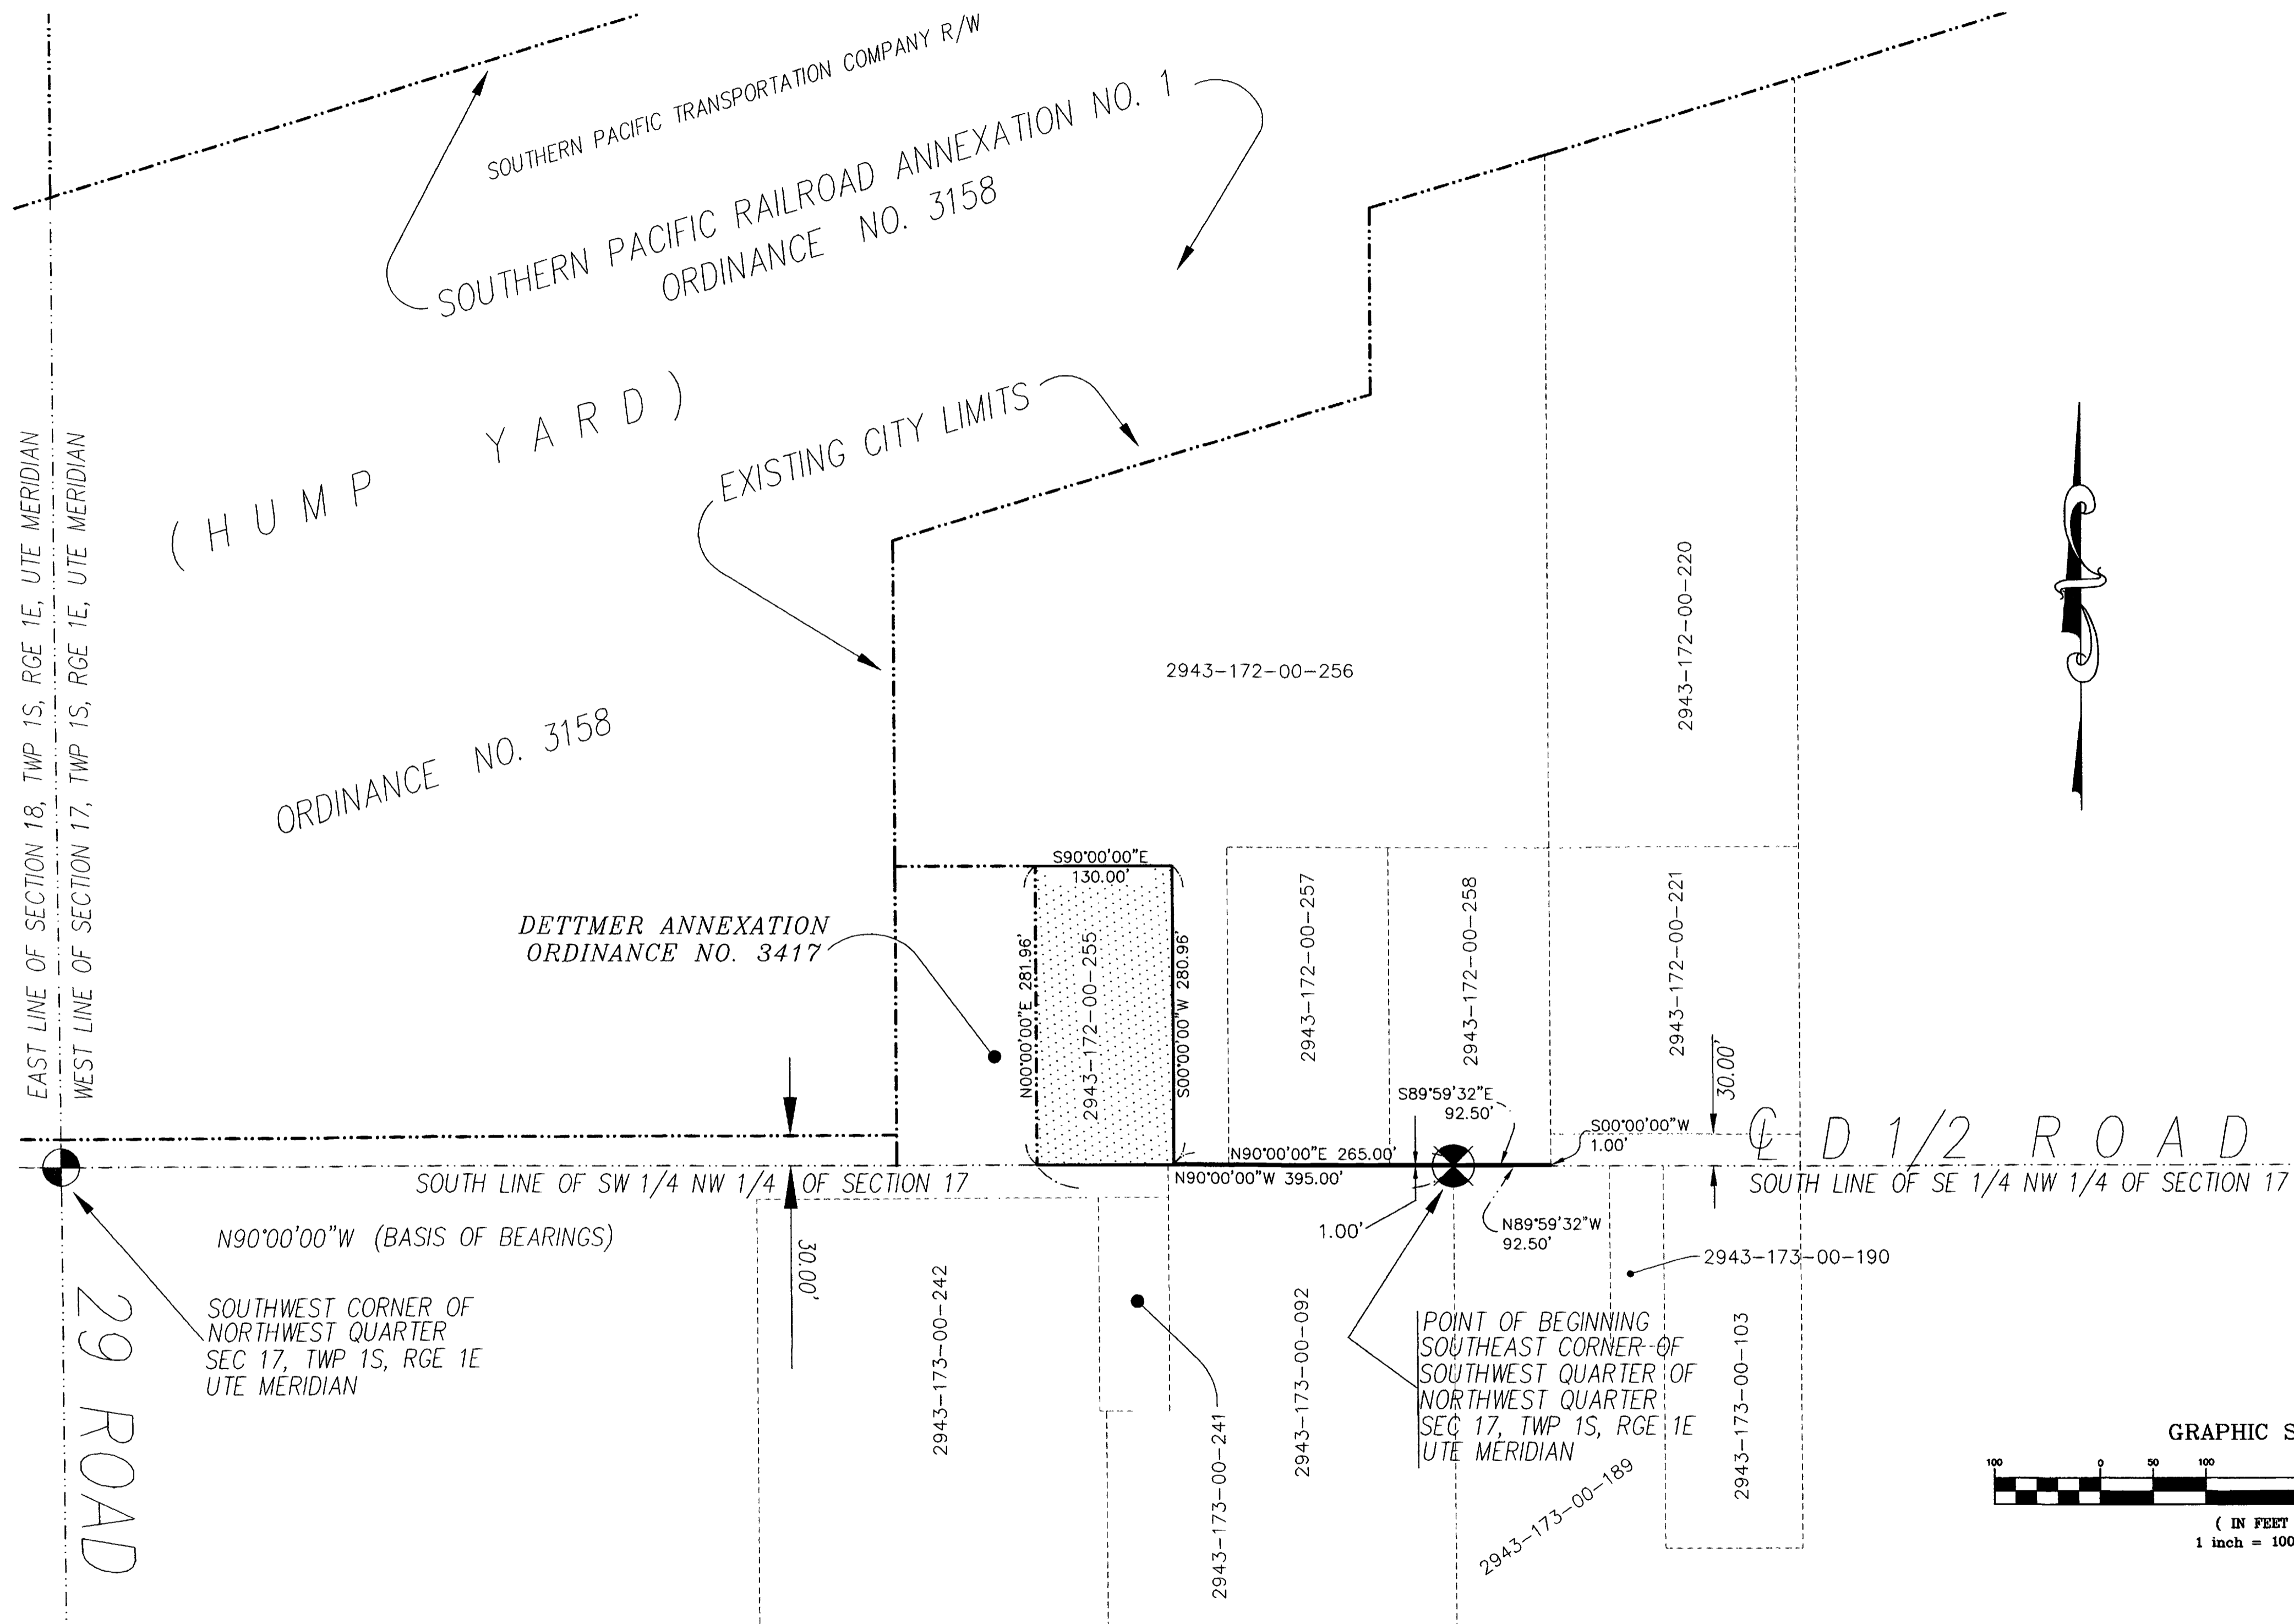 SOUTHERN PACIFIC TRANSPORTATION COMPANY R/W
SOUTHERN PACIFIC RAILROAD ANNEXATION NO. 1
ORDINANCE NO. 3158
(HUMP YARD)
EXISTING CITY LIMITS
EAST LINE OF SECTION 18, TWP 1S, RGE 1E, UTE MERIDIAN
WEST LINE OF SECTION 17, TWP 1S, RGE 1E, UTE MERIDIAN
ORDINANCE NO. 3158
2943-172-00-256
2943-172-00-220
DETTMER ANNEXATION
ORDINANCE NO. 3417
S90°00'00"E
130.00'
N00°00'00"E 281.96'
2943-172-00-255
S00°00'00"W 280.96'
2943-172-00-257
2943-172-00-258
2943-172-00-221
30.00'
S89°59'32"E
92.50'
S00°00'00"W
1.00'
N90°00'00"E 265.00'
N90°00'00"W 395.00'
℄ D 1/2 ROAD
SOUTH LINE OF SW 1/4 NW 1/4 OF SECTION 17
SOUTH LINE OF SE 1/4 NW 1/4 OF SECTION 17
N90°00'00"W (BASIS OF BEARINGS)
30.00'
1.00'
N89°59'32"W
92.50'
2943-173-00-190
SOUTHWEST CORNER OF
NORTHWEST QUARTER
SEC 17, TWP 1S, RGE 1E
UTE MERIDIAN
29 ROAD
2943-173-00-242
2943-173-00-241
2943-173-00-092
POINT OF BEGINNING
SOUTHEAST CORNER OF
SOUTHWEST QUARTER OF
NORTHWEST QUARTER
SEC 17, TWP 1S, RGE 1E
UTE MERIDIAN
2943-173-00-189
2943-173-00-103
GRAPHIC S
100 0 50 100
( IN FEET
1 inch = 100